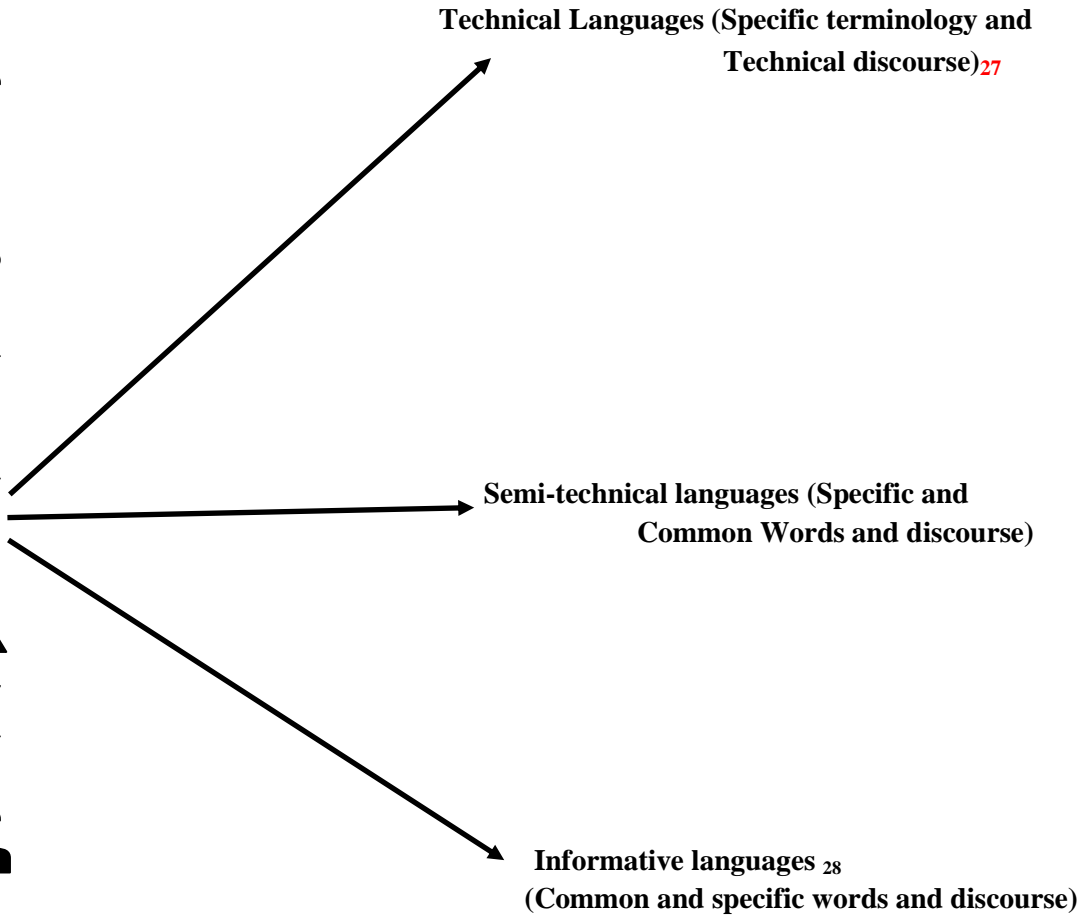 Technical Languages (Specific terminology and
Technical discourse)27
Semi-technical languages (Specific and
Common Words and discourse)
Informative languages 28
(Common and specific words and discourse)